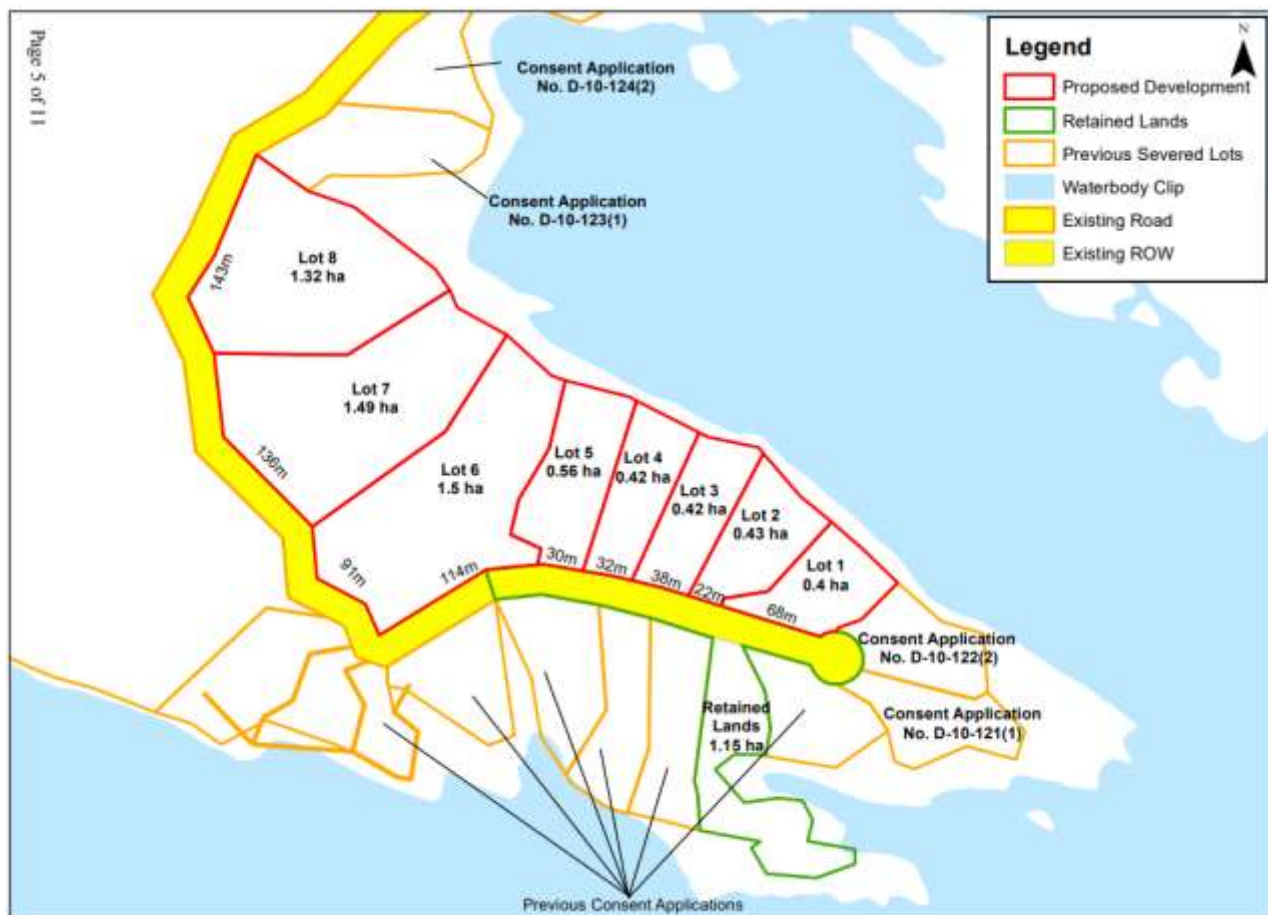 Page 5 of 11
Legend
N
Proposed Development
Retained Lands
Previous Severed Lots
Waterbody Clip
Existing Road
Existing ROW
Consent Application
No. D-10-124(2)
Consent Application
No. D-10-123(1)
Lot 8
1.32 ha
143m
Lot 7
1.49 ha
136m
Lot 6
1.5 ha
91m
114m
Lot 5
0.56 ha
30m
Lot 4
0.42 ha
32m
Lot 3
0.42 ha
38m
Lot 2
0.43 ha
22m
Lot 1
0.4 ha
68m
Consent Application
No. D-10-122(2)
Consent Application
No. D-10-121(1)
Retained
Lands
1.15 ha
Previous Consent Applications